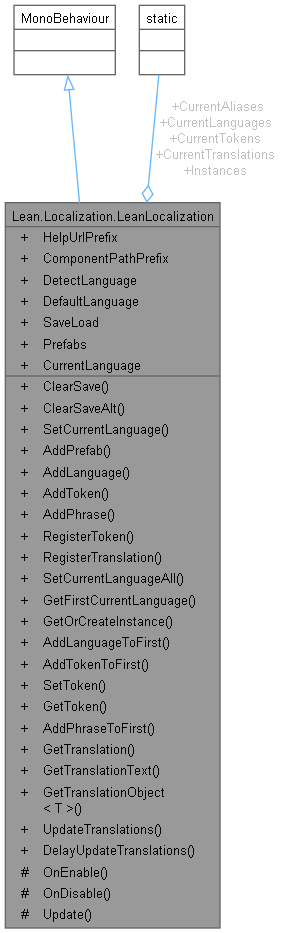 MonoBehaviour
static
+CurrentAliases
+CurrentLanguages
+CurrentTokens
+CurrentTranslations
+Instances
Lean.Localization.LeanLocalization
+ HelpUrlPrefix
+ ComponentPathPrefix
+ DetectLanguage
+ DefaultLanguage
+ SaveLoad
+ Prefabs
+ CurrentLanguage
+ ClearSave()
+ ClearSaveAlt()
+ SetCurrentLanguage()
+ AddPrefab()
+ AddLanguage()
+ AddToken()
+ AddPhrase()
+ RegisterToken()
+ RegisterTranslation()
+ SetCurrentLanguageAll()
+ GetFirstCurrentLanguage()
+ GetOrCreateInstance()
+ AddLanguageToFirst()
+ AddTokenToFirst()
+ SetToken()
+ GetToken()
+ AddPhraseToFirst()
+ GetTranslation()
+ GetTranslationText()
+ GetTranslationObject
< T >()
+ UpdateTranslations()
+ DelayUpdateTranslations()
# OnEnable()
# OnDisable()
# Update()